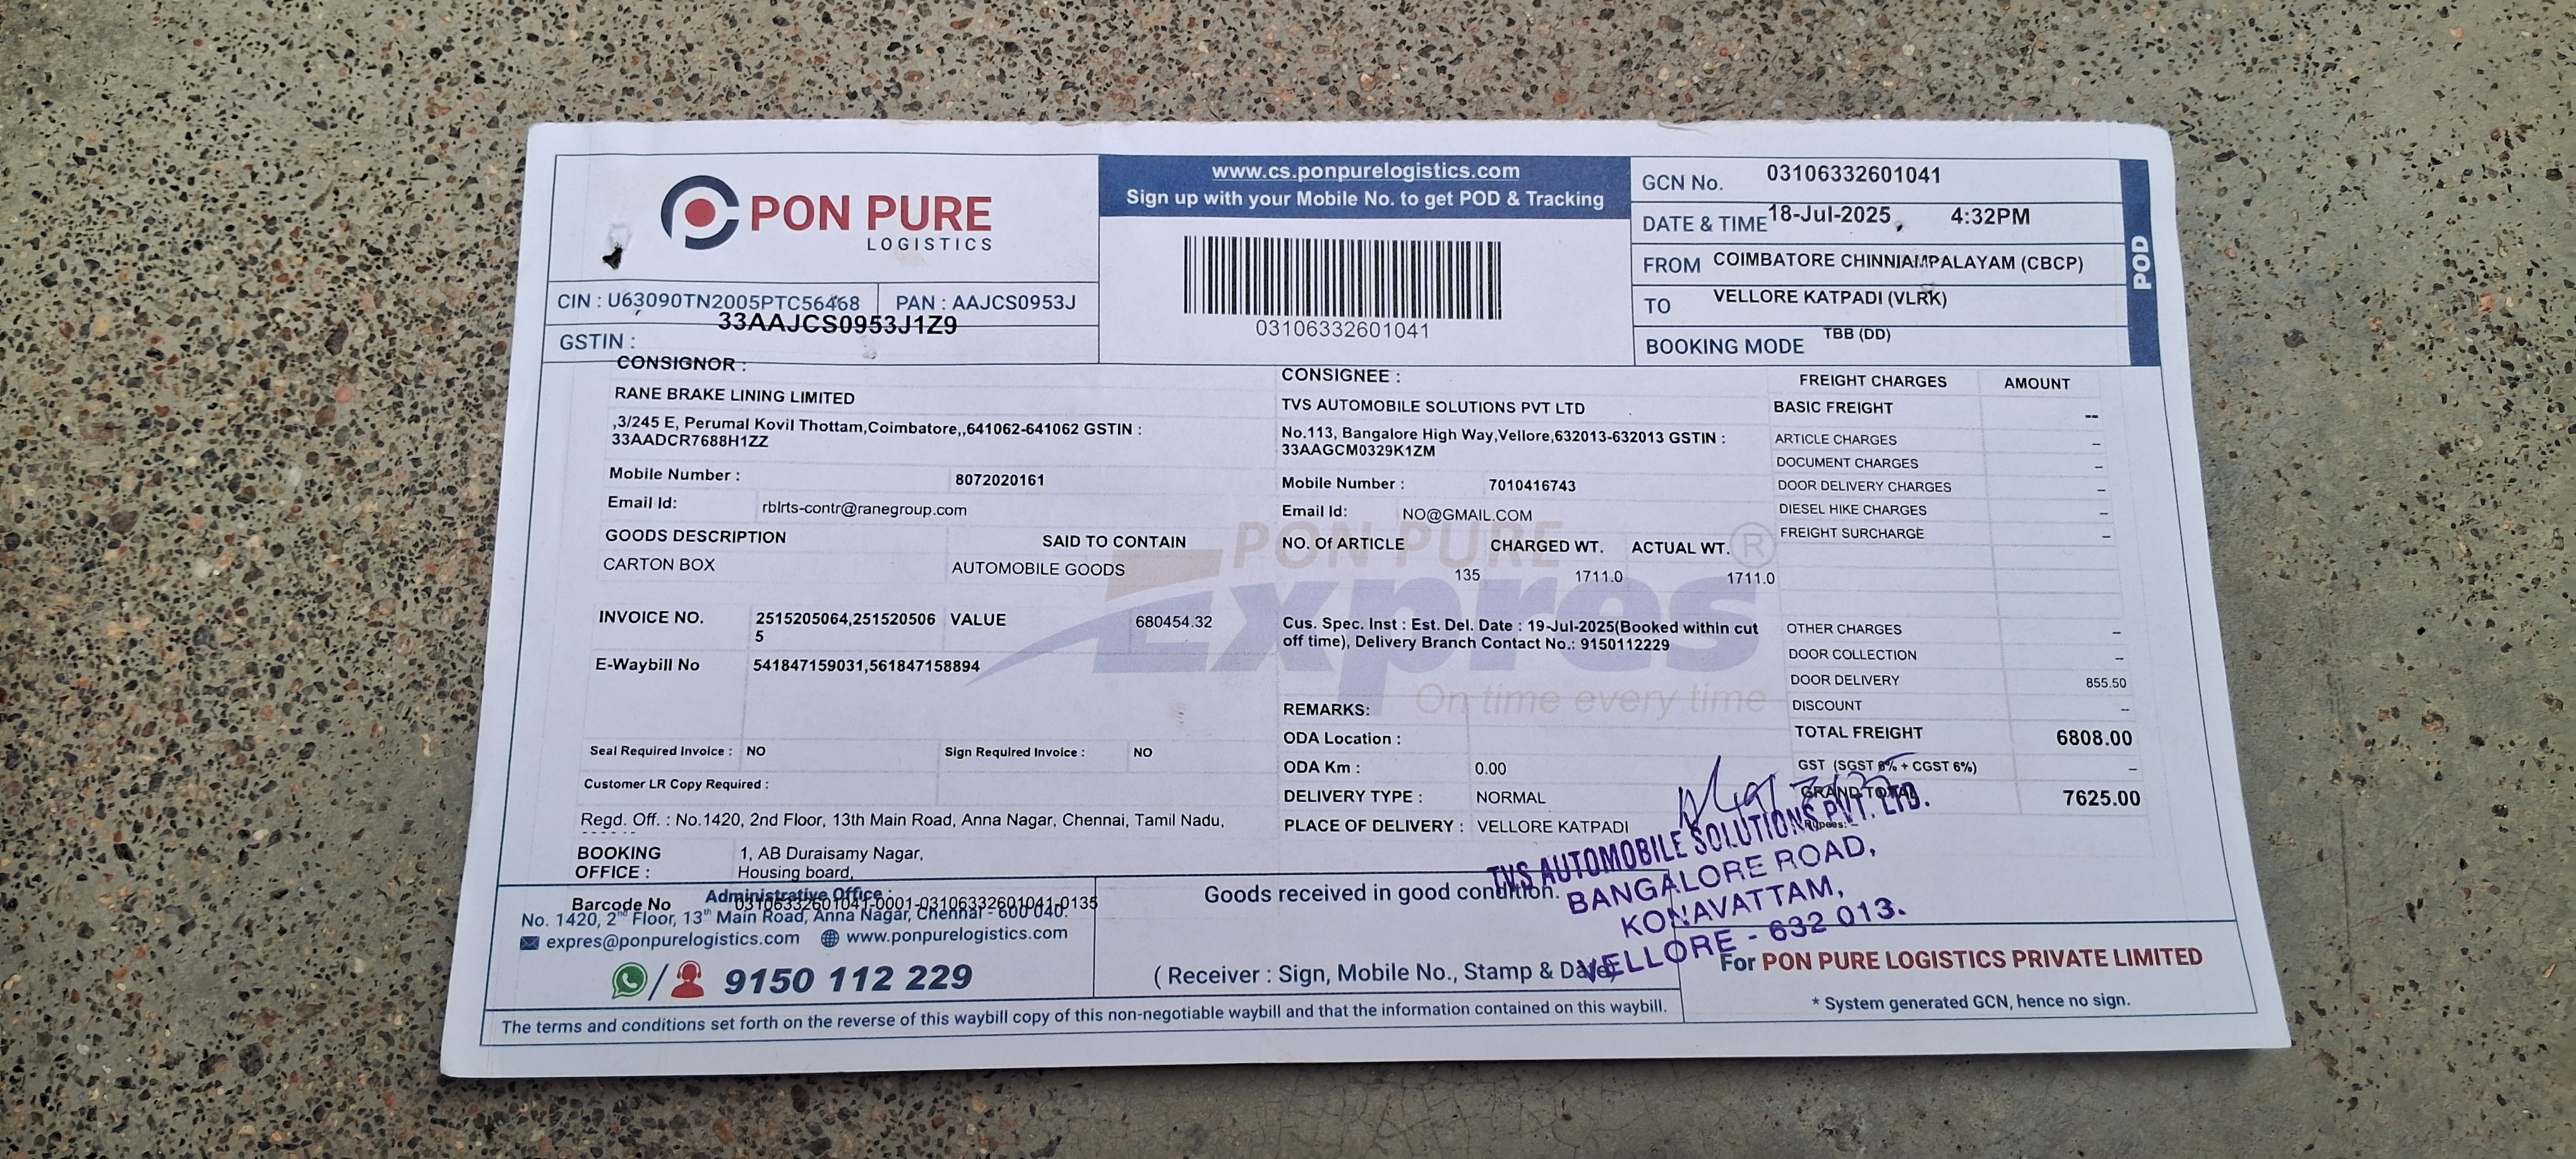 PON PURE
LOGISTICS
www.cs.ponpurelogistics.com
Sign up with your Mobile No. to get POD & Tracking
03106332601041
GCN No. 03106332601041
DATE & TIME 18-Jul-2025 4:32PM
FROM COIMBATORE CHINNIAMPALAYAM (CBCP)
TO VELLORE KATPADI (VLRK)
BOOKING MODE TBB (DD)
POD
CIN : U63090TN2005PTC56468 PAN : AAJCS0953J
33AAJCS0953J1Z9
GSTIN :
CONSIGNOR :
RANE BRAKE LINING LIMITED
,3/245 E, Perumal Kovil Thottam,Coimbatore,,641062-641062 GSTIN :
33AADCR7688H1ZZ
Mobile Number : 8072020161
Email Id: rblrts-contr@ranegroup.com
GOODS DESCRIPTION SAID TO CONTAIN
CARTON BOX AUTOMOBILE GOODS
INVOICE NO. 2515205064,251520506 VALUE 680454.32
5
E-Waybill No 541847159031,561847158894
Seal Required Invoice : NO Sign Required Invoice : NO
Customer LR Copy Required :
Regd. Off. : No.1420, 2nd Floor, 13th Main Road, Anna Nagar, Chennai, Tamil Nadu,
BOOKING 1, AB Duraisamy Nagar,
OFFICE : Housing board,
CONSIGNEE :
TVS AUTOMOBILE SOLUTIONS PVT LTD
No.113, Bangalore High Way,Vellore,632013-632013 GSTIN :
33AAGCM0329K1ZM
Mobile Number : 7010416743
Email Id: NO@GMAIL.COM
NO. Of ARTICLE CHARGED WT. ACTUAL WT.
135 1711.0 1711.0
PON PURE
Expres ®
On time every time
Cus. Spec. Inst : Est. Del. Date : 19-Jul-2025(Booked within cut
off time), Delivery Branch Contact No.: 9150112229
REMARKS:
ODA Location :
ODA Km : 0.00
DELIVERY TYPE : NORMAL
PLACE OF DELIVERY : VELLORE KATPADI
FREIGHT CHARGES AMOUNT
BASIC FREIGHT --
ARTICLE CHARGES --
DOCUMENT CHARGES --
DOOR DELIVERY CHARGES --
DIESEL HIKE CHARGES --
FREIGHT SURCHARGE --
OTHER CHARGES --
DOOR COLLECTION --
DOOR DELIVERY 855.50
DISCOUNT --
TOTAL FREIGHT 6808.00
GST (SGST 6% + CGST 6%) --
GRAND TOTAL 7625.00
Rupees:
TVS AUTOMOBILE SOLUTIONS PVT. LTD.
BANGALORE ROAD,
KONAVATTAM,
VELLORE - 632 013.
Administrative Office :
Barcode No 03106332601041-0001-03106332601041-0135
No. 1420, 2nd Floor, 13th Main Road, Anna Nagar, Chennai - 600 040.
expres@ponpurelogistics.com www.ponpurelogistics.com
/ 9150 112 229
Goods received in good condition.
( Receiver : Sign, Mobile No., Stamp & Date)
For PON PURE LOGISTICS PRIVATE LIMITED
* System generated GCN, hence no sign.
The terms and conditions set forth on the reverse of this waybill copy of this non-negotiable waybill and that the information contained on this waybill.